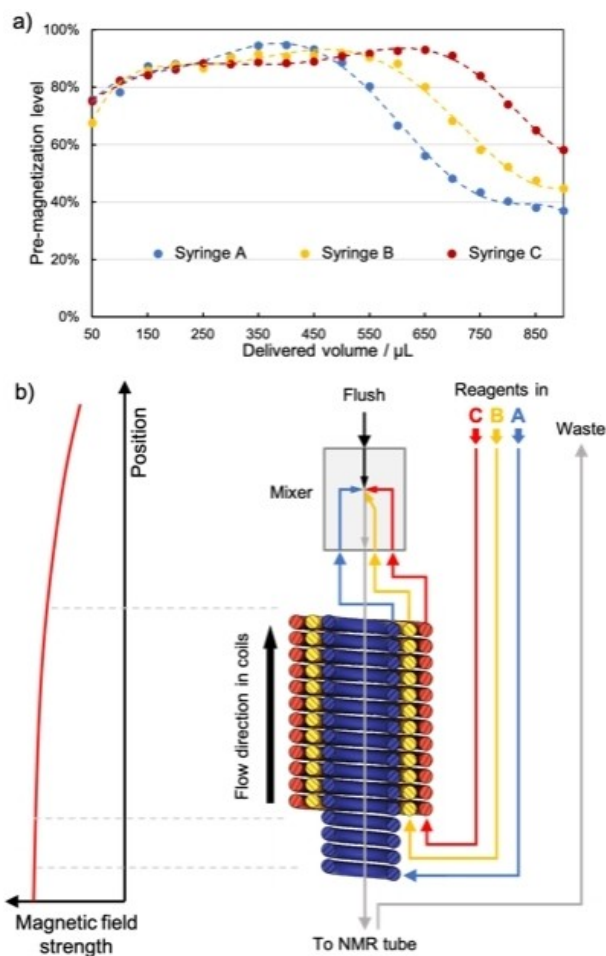 a)
100%
80%
60%
40%
20%
0%
Pre-magnetization level
Syringe A
Syringe B
Syringe C
50
150
250
350
450
550
650
750
850
Delivered volume / µL
b)
Position
Flush
Reagents in
C
B
A
Waste
Mixer
Flow direction in coils
Magnetic field
strength
To NMR tube